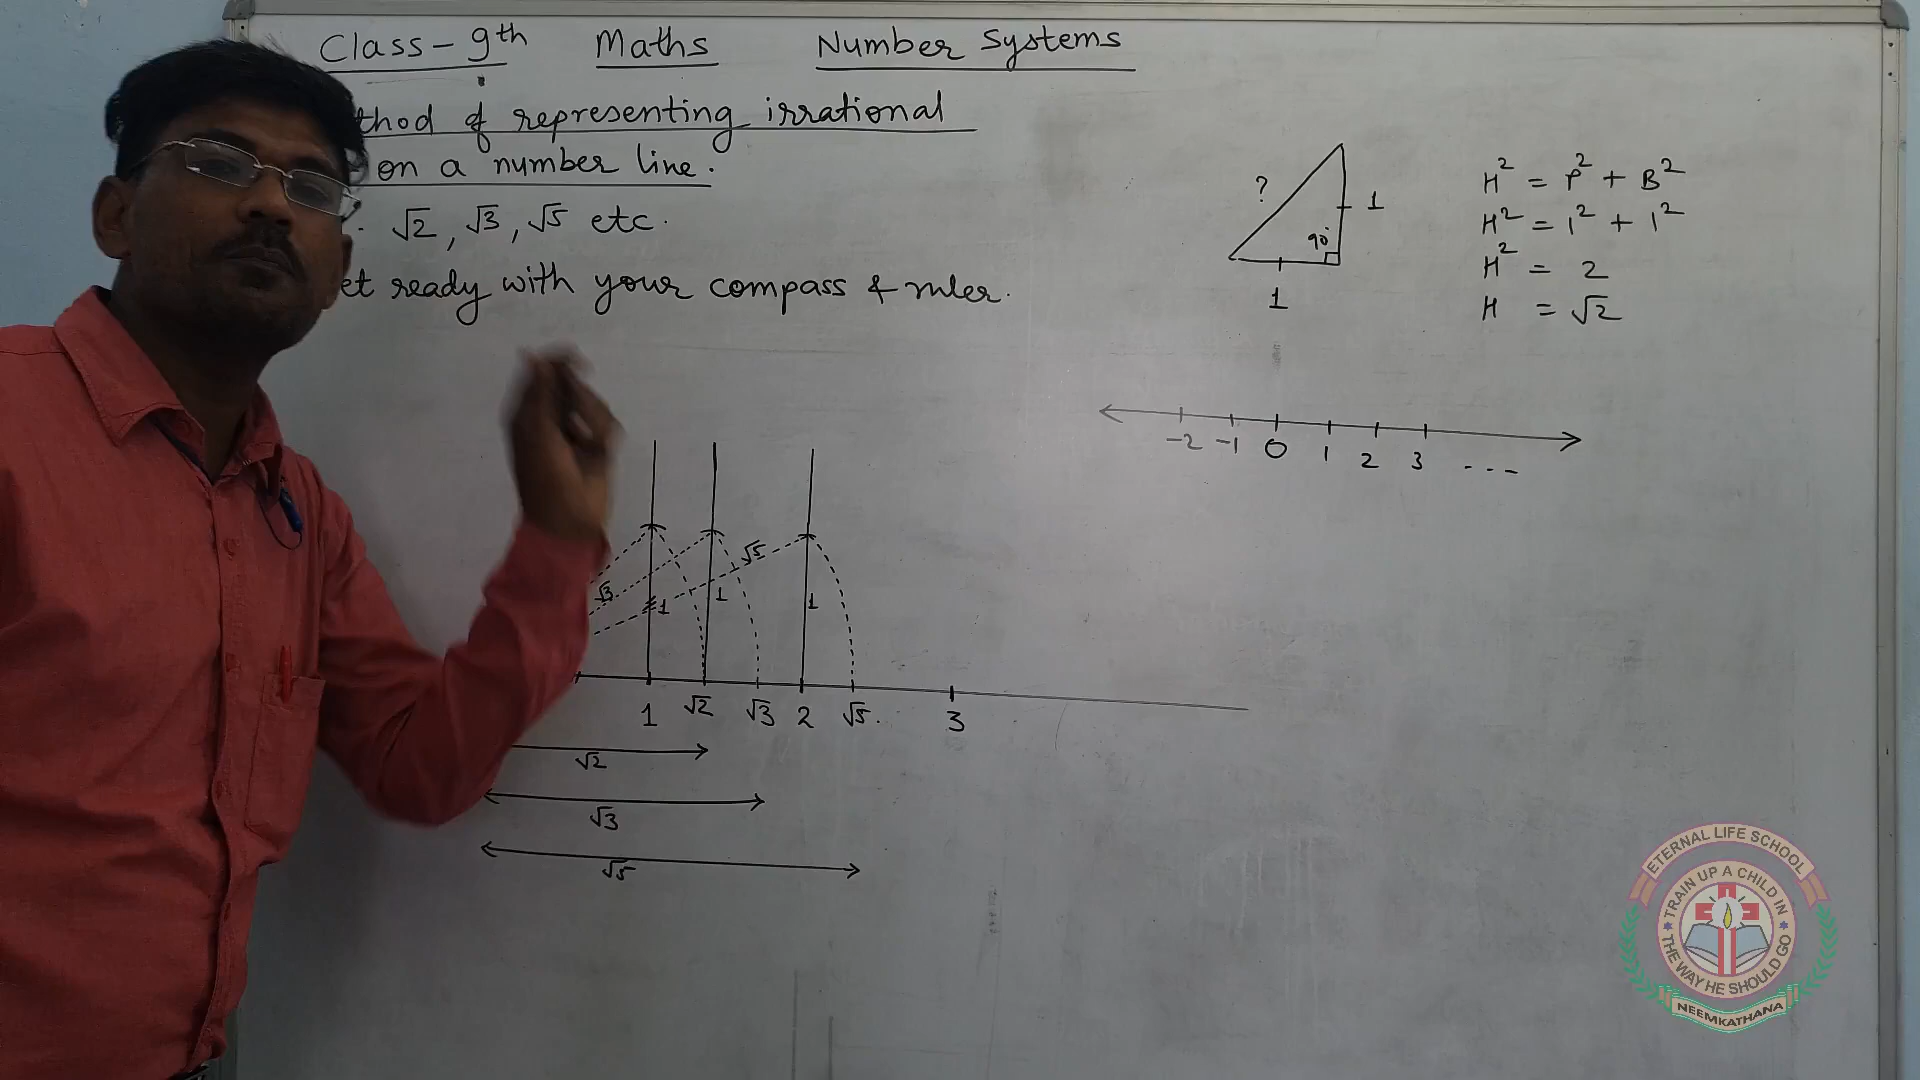 Class - 9th Maths Number Systems
thod of representing irrational
on a number line.
√2, √3, √5 etc.
et ready with your compass & ruler.
? 1
90°
1
H² = P² + B²
H² = 1² + 1²
H² = 2
H = √2
-2 -1 0 1 2 3 ---
√3 1 1 √5 1
1 √2 √3 2 √5. 3
√2
√3
√5
ETERNAL LIFE SCHOOL
TRAIN UP A CHILD IN
THE WAY HE SHOULD GO
NEEMKATHANA